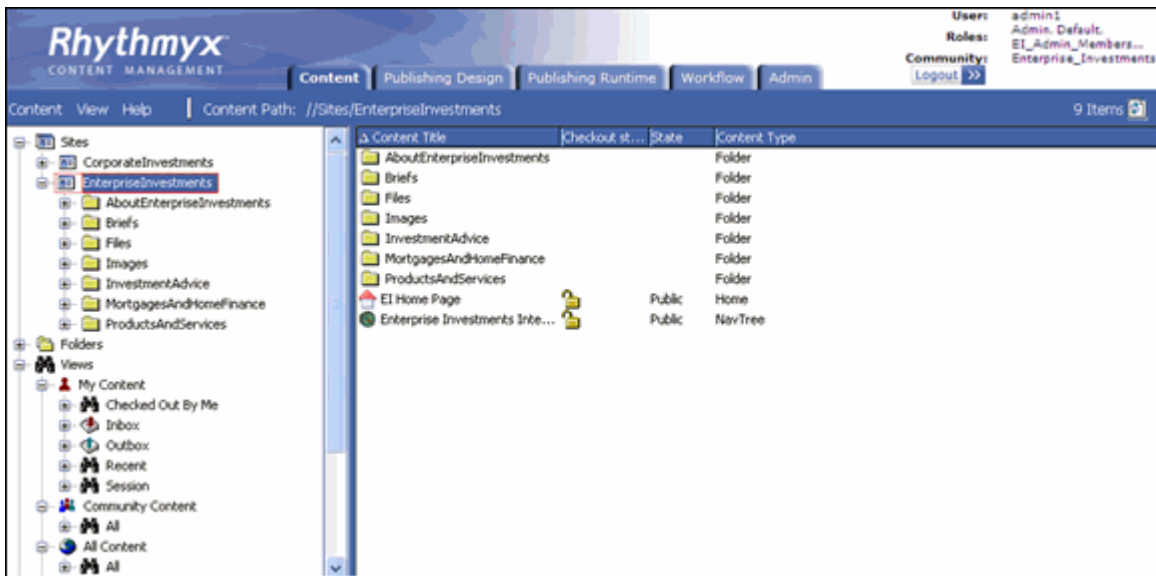 Rhythmyx
CONTENT MANAGEMENT
User: admin1
Roles: Admin, Default,
EI_Admin_Members...
Community: Enterprise_Investments
Logout
Content Publishing Design Publishing Runtime Workflow Admin
Content View Help Content Path: //Sites/EnterpriseInvestments 9 Items
Sites
CorporateInvestments
EnterpriseInvestments
AboutEnterpriseInvestments
Briefs
Files
Images
InvestmentAdvice
MortgagesAndHomeFinance
ProductsAndServices
Folders
Views
My Content
Checked Out By Me
Inbox
Outbox
Recent
Session
Community Content
All
All Content
All
Content Title Checkout st... State Content Type
AboutEnterpriseInvestments Folder
Briefs Folder
Files Folder
Images Folder
InvestmentAdvice Folder
MortgagesAndHomeFinance Folder
ProductsAndServices Folder
EI Home Page Public Home
Enterprise Investments Inte... Public NavTree